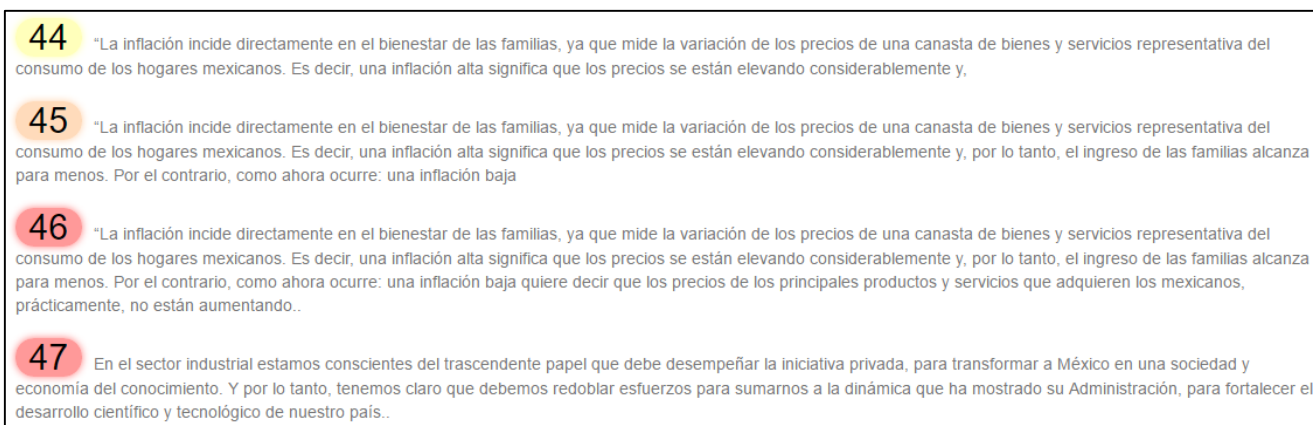 44 “La inflación incide directamente en el bienestar de las familias, ya que mide la variación de los precios de una canasta de bienes y servicios representativa del
consumo de los hogares mexicanos. Es decir, una inflación alta significa que los precios se están elevando considerablemente y,
45 “La inflación incide directamente en el bienestar de las familias, ya que mide la variación de los precios de una canasta de bienes y servicios representativa del
consumo de los hogares mexicanos. Es decir, una inflación alta significa que los precios se están elevando considerablemente y, por lo tanto, el ingreso de las familias alcanza
para menos. Por el contrario, como ahora ocurre: una inflación baja
46 “La inflación incide directamente en el bienestar de las familias, ya que mide la variación de los precios de una canasta de bienes y servicios representativa del
consumo de los hogares mexicanos. Es decir, una inflación alta significa que los precios se están elevando considerablemente y, por lo tanto, el ingreso de las familias alcanza
para menos. Por el contrario, como ahora ocurre: una inflación baja quiere decir que los precios de los principales productos y servicios que adquieren los mexicanos,
prácticamente, no están aumentando..
47 En el sector industrial estamos conscientes del trascendente papel que debe desempeñar la iniciativa privada, para transformar a México en una sociedad y
economía del conocimiento. Y por lo tanto, tenemos claro que debemos redoblar esfuerzos para sumarnos a la dinámica que ha mostrado su Administración, para fortalecer el
desarrollo científico y tecnológico de nuestro país..